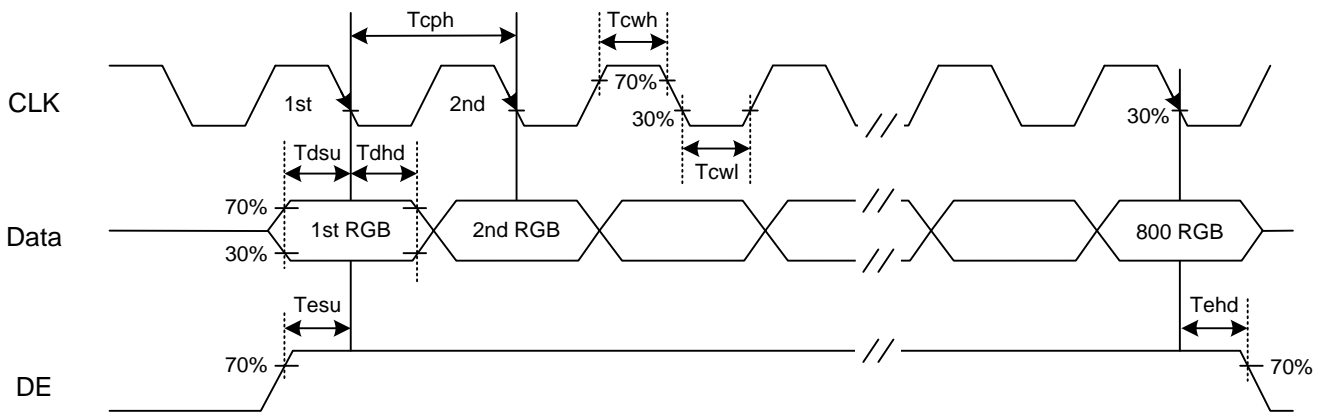 Tcph
Tcwh
CLK
1st
2nd
70%
30%
30%
Tdsu
Tdhd
Tcwl
70%
Data
1st RGB
2nd RGB
800 RGB
30%
Tesu
Tehd
70%
70%
DE